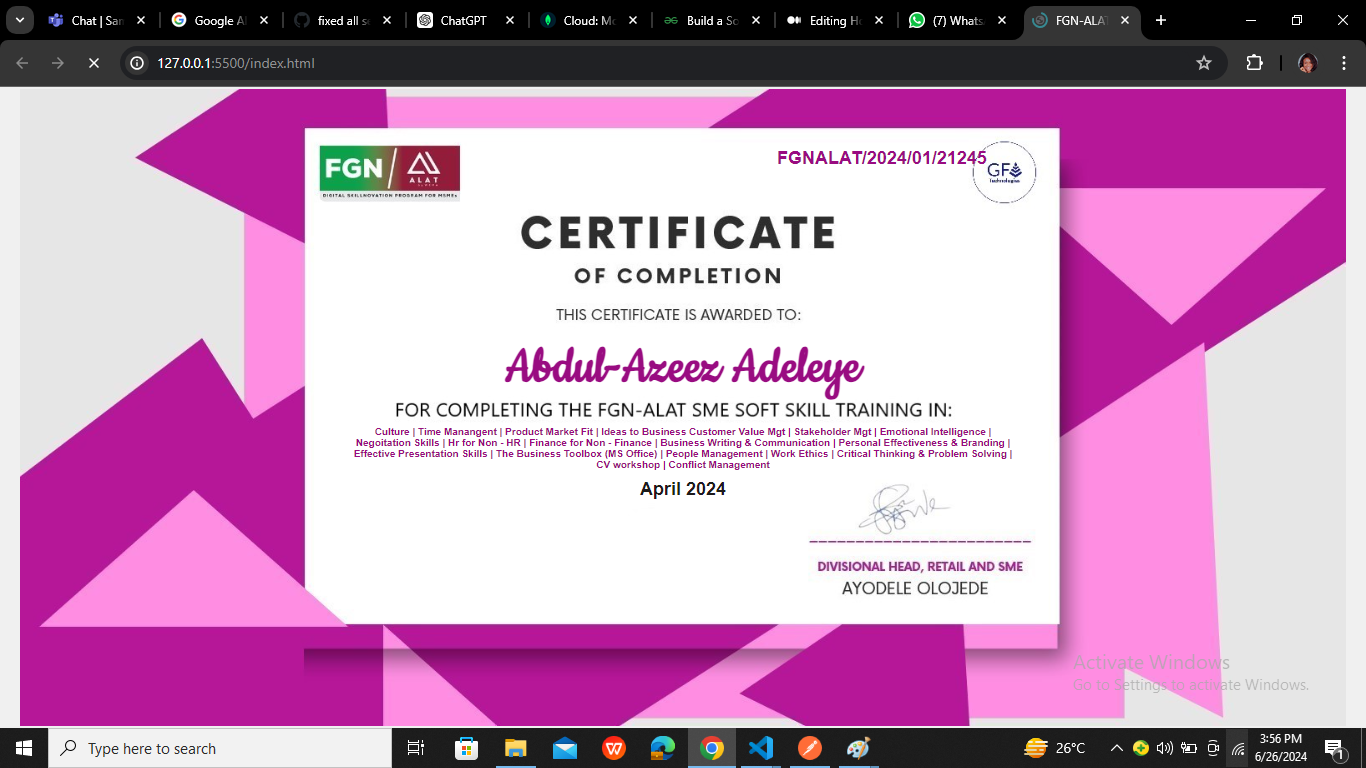 Chat | San
Google A
fixed all s
ChatGPT
Cloud: Mo
Build a So
Editing Ho
(7) Whats
FGN-ALAT
127.0.0.1:5500/index.html
FGN
ALAT
DIGITAL SKILLNOVATION PROGRAM FOR MSMEs
FGNALAT/2024/01/21245
GFA
Technologies
CERTIFICATE
OF COMPLETION
THIS CERTIFICATE IS AWARDED TO:
Abdul-Azeez Adeleye
FOR COMPLETING THE FGN-ALAT SME SOFT SKILL TRAINING IN:
Culture | Time Manangent | Product Market Fit | Ideas to Business Customer Value Mgt | Stakeholder Mgt | Emotional Intelligence |
Negoitation Skills | Hr for Non - HR | Finance for Non - Finance | Business Writing & Communication | Personal Effectiveness & Branding |
Effective Presentation Skills | The Business Toolbox (MS Office) | People Management | Work Ethics | Critical Thinking & Problem Solving |
CV workshop | Conflict Management
April 2024
DIVISIONAL HEAD, RETAIL AND SME
AYODELE OLOJEDE
Activate Windows
Go to Settings to activate Windows.
Type here to search
26°C
3:56 PM
6/26/2024
1